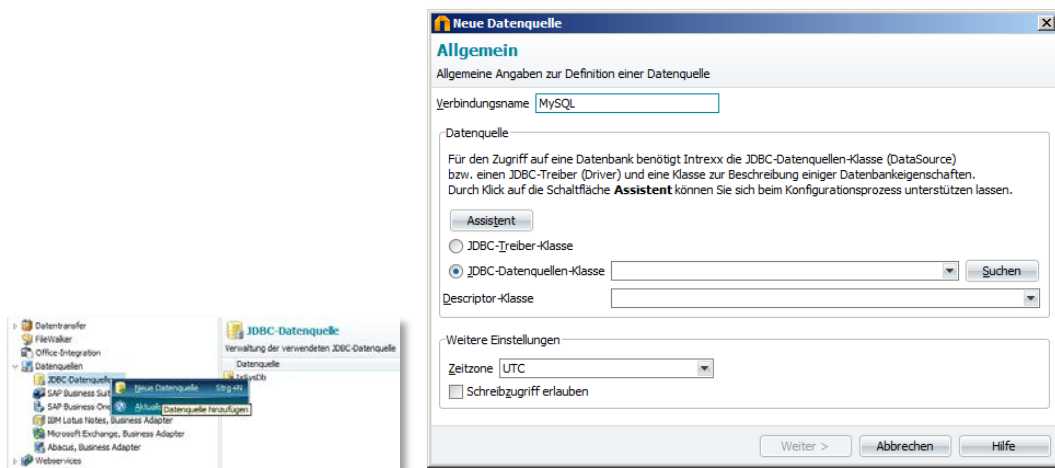 Datentransfer
FileWalker
Office-Integration
Datenquellen
JDBC-Datenquelle
SAP Business Suit
SAP Business One
IBM Lotus Notes, Business Adapter
Microsoft Exchange, Business Adapter
Abacus, Business Adapter
Webservices
Neue Datenquelle Strg+N
Aktualis
Datenquelle hinzufügen
JDBC-Datenquelle
Verwaltung der verwendeten JDBC-Datenquelle
Datenquelle
IxSysDb
Neue Datenquelle
Allgemein
Allgemeine Angaben zur Definition einer Datenquelle
Verbindungsname MySQL
Datenquelle
Für den Zugriff auf eine Datenbank benötigt Intrexx die JDBC-Datenquellen-Klasse (DataSource)
bzw. einen JDBC-Treiber (Driver) und eine Klasse zur Beschreibung einiger Datenbankeigenschaften.
Durch Klick auf die Schaltfläche Assistent können Sie sich beim Konfigurationsprozess unterstützen lassen.
Assistent
JDBC-Treiber-Klasse
JDBC-Datenquellen-Klasse Suchen
Descriptor-Klasse
Weitere Einstellungen
Zeitzone UTC
Schreibzugriff erlauben
Weiter > Abbrechen Hilfe